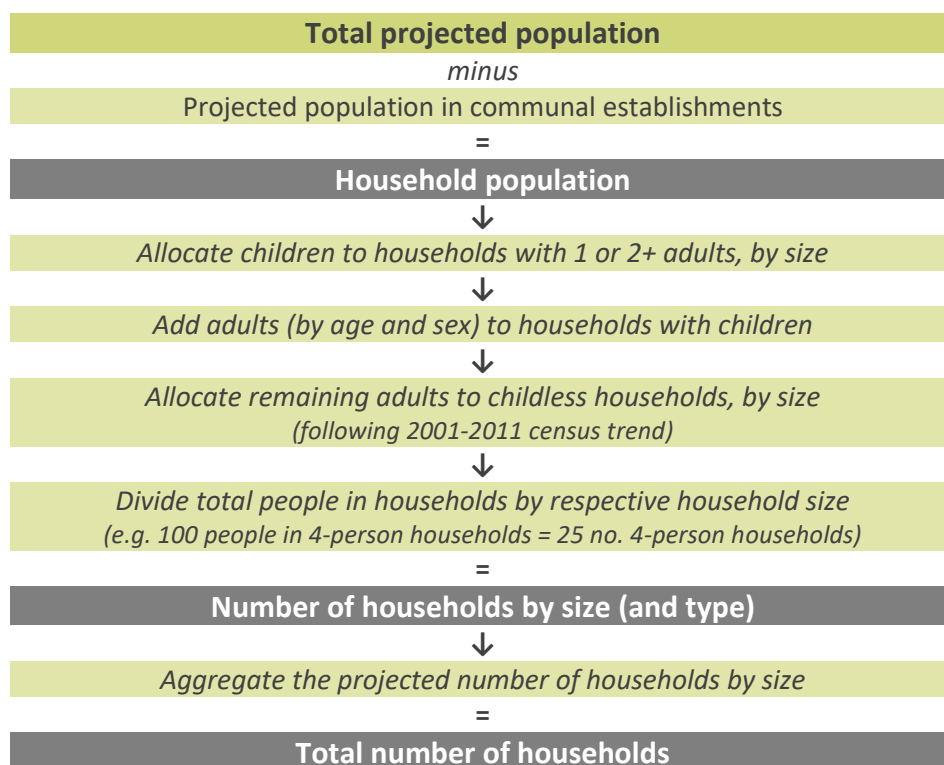 Total projected population
minus
Projected population in communal establishments
=
Household population
↓
Allocate children to households with 1 or 2+ adults, by size
↓
Add adults (by age and sex) to households with children
↓
Allocate remaining adults to childless households, by size
(following 2001-2011 census trend)
↓
Divide total people in households by respective household size
(e.g. 100 people in 4-person households = 25 no. 4-person households)
=
Number of households by size (and type)
↓
Aggregate the projected number of households by size
=
Total number of households